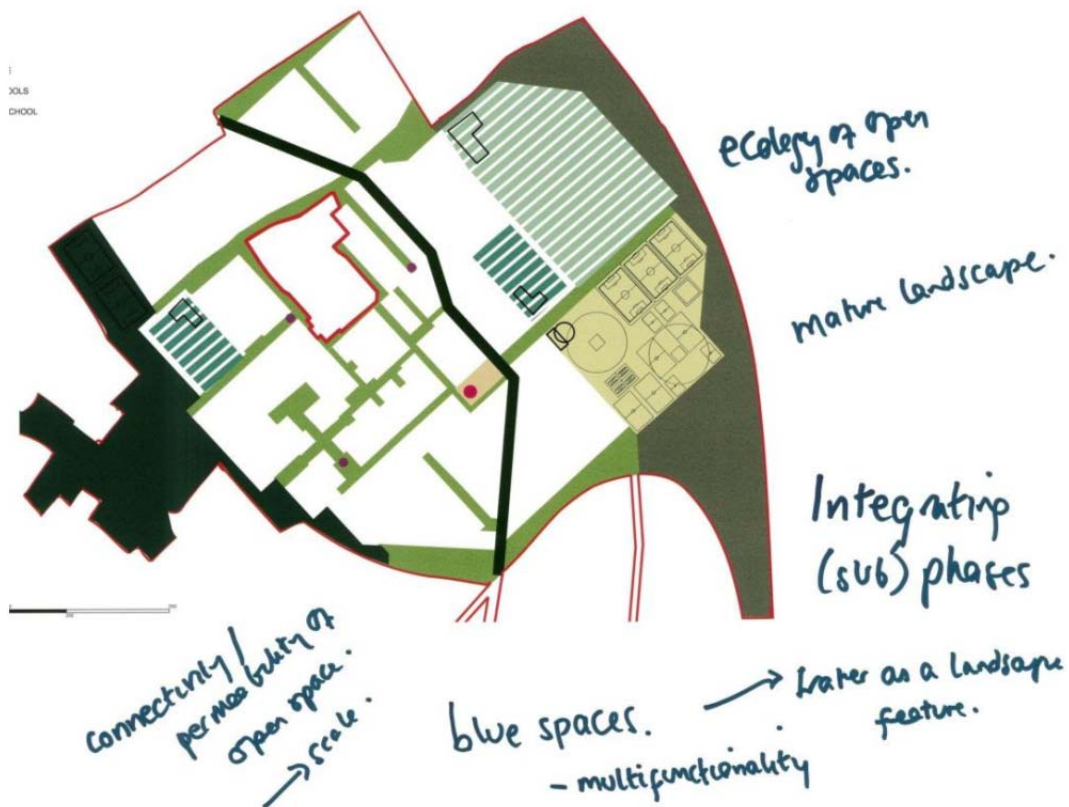 OOLS
CHOOL
ecology of open
spaces.
mature landscape.
Integrating
(sub) phases
connectivity /
permeability of
open space.
→ scale.
blue spaces.
- multifunctionality
→ Water as a landscape
feature.